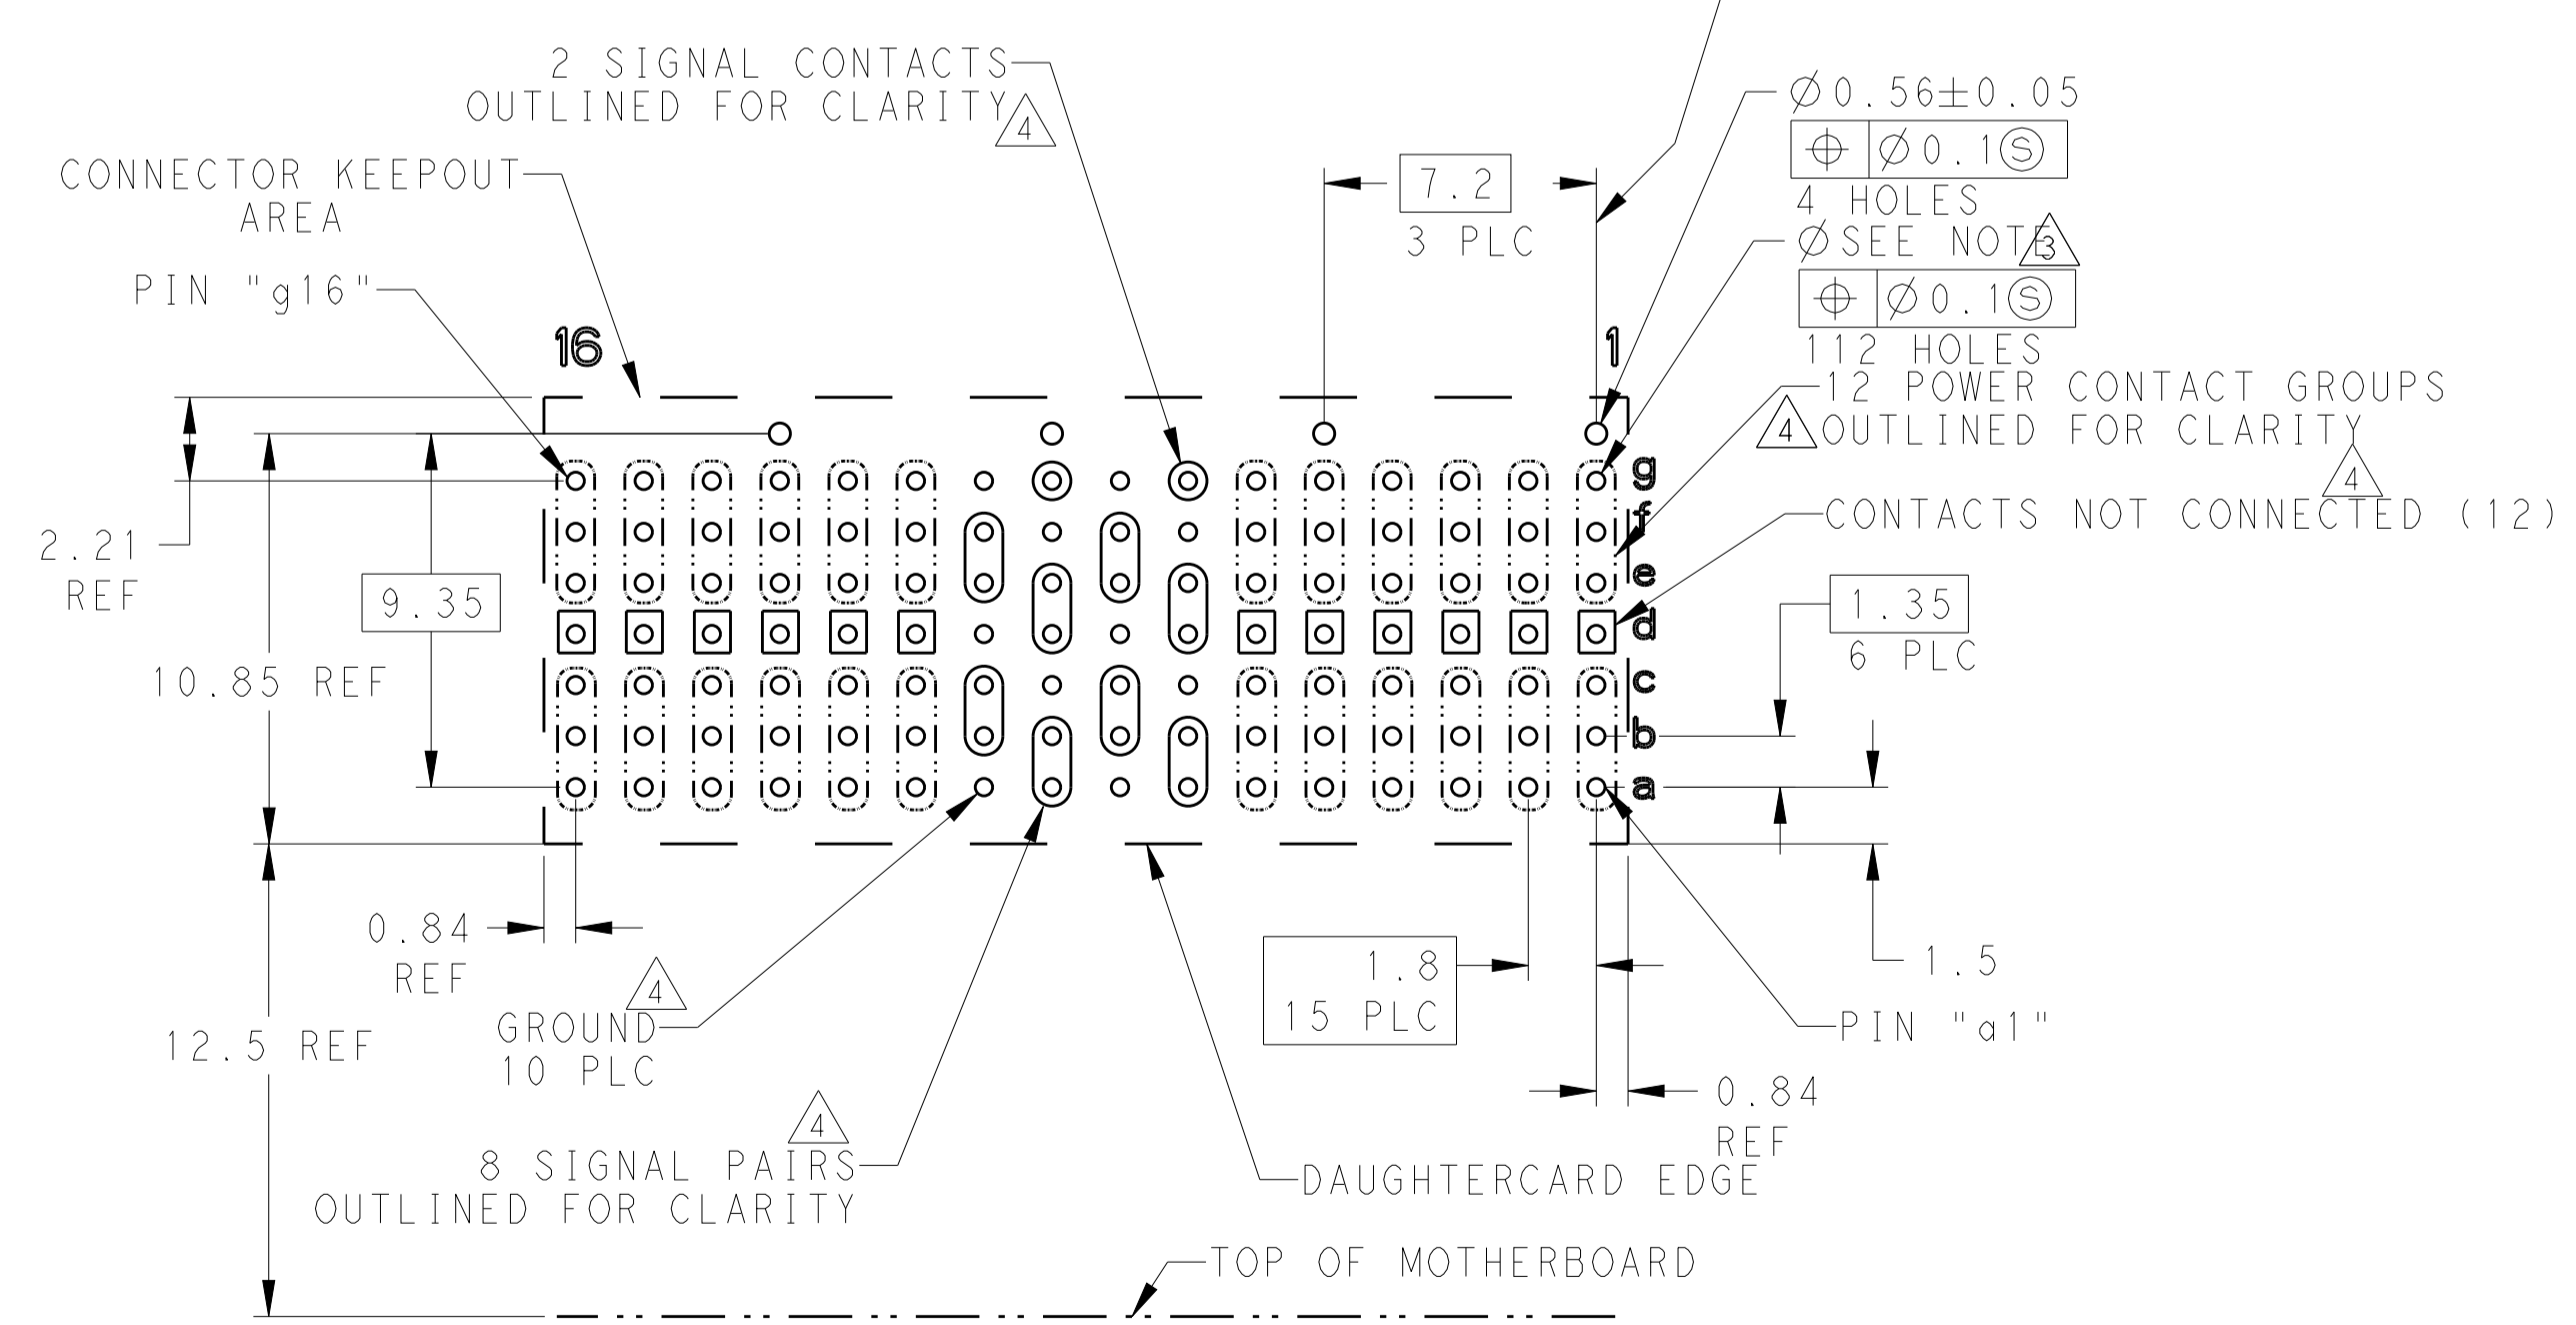 2 SIGNAL CONTACTS
OUTLINED FOR CLARITY
4
CONNECTOR KEEPOUT
AREA
PIN "g16"
7.2
3 PLC
Ø0.56±0.05
⌖ Ø0.1Ⓢ
4 HOLES
ØSEE NOTE 3
⌖ Ø0.1Ⓢ
112 HOLES
12 POWER CONTACT GROUPS
4 OUTLINED FOR CLARITY
4
CONTACTS NOT CONNECTED (12)
16
1
g
f
e
d
c
b
a
2.21
REF
9.35
10.85 REF
1.35
6 PLC
0.84
REF
1.8
15 PLC
1.5
PIN "a1"
4
GROUND
10 PLC
12.5 REF
0.84
REF
4
8 SIGNAL PAIRS
OUTLINED FOR CLARITY
DAUGHTERCARD EDGE
TOP OF MOTHERBOARD